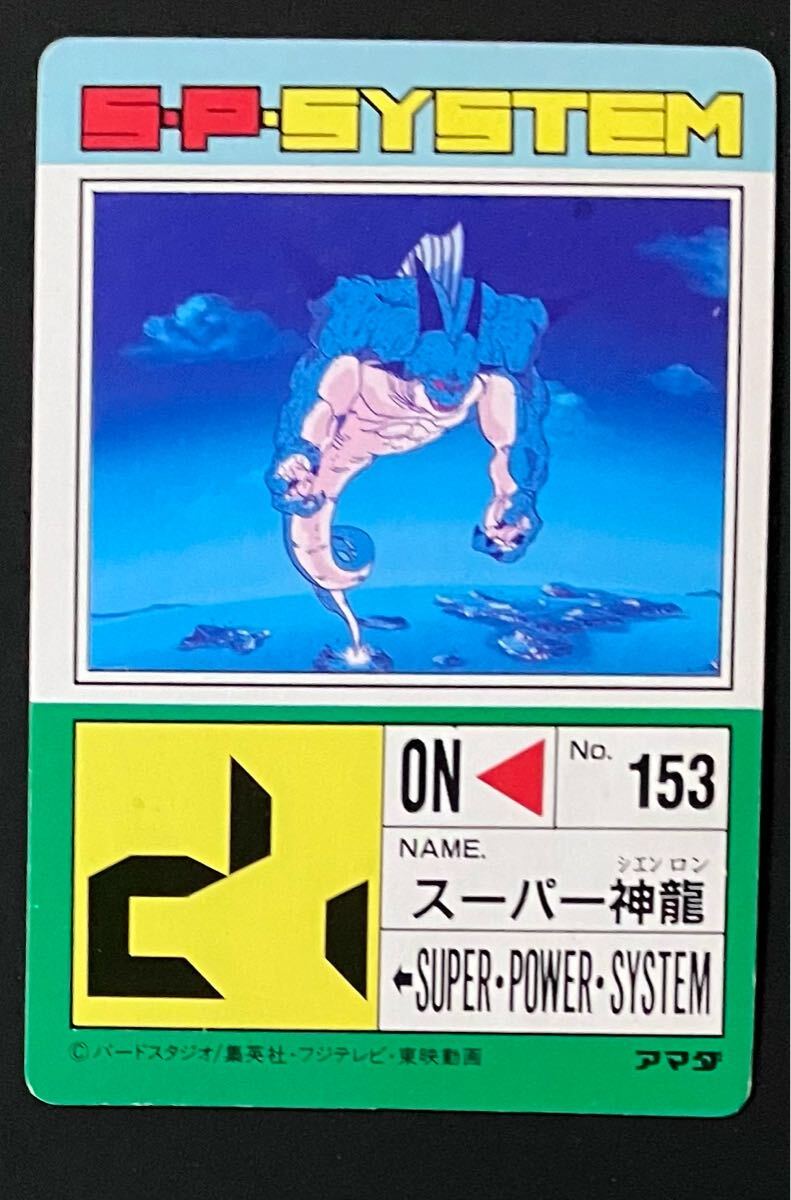 S・P・SYSTEM
ON No. 153
NAME.
シエン ロン
スーパー神龍
←SUPER・POWER・SYSTEM
©バードスタジオ/集英社・フジテレビ・東映動画 アマダ